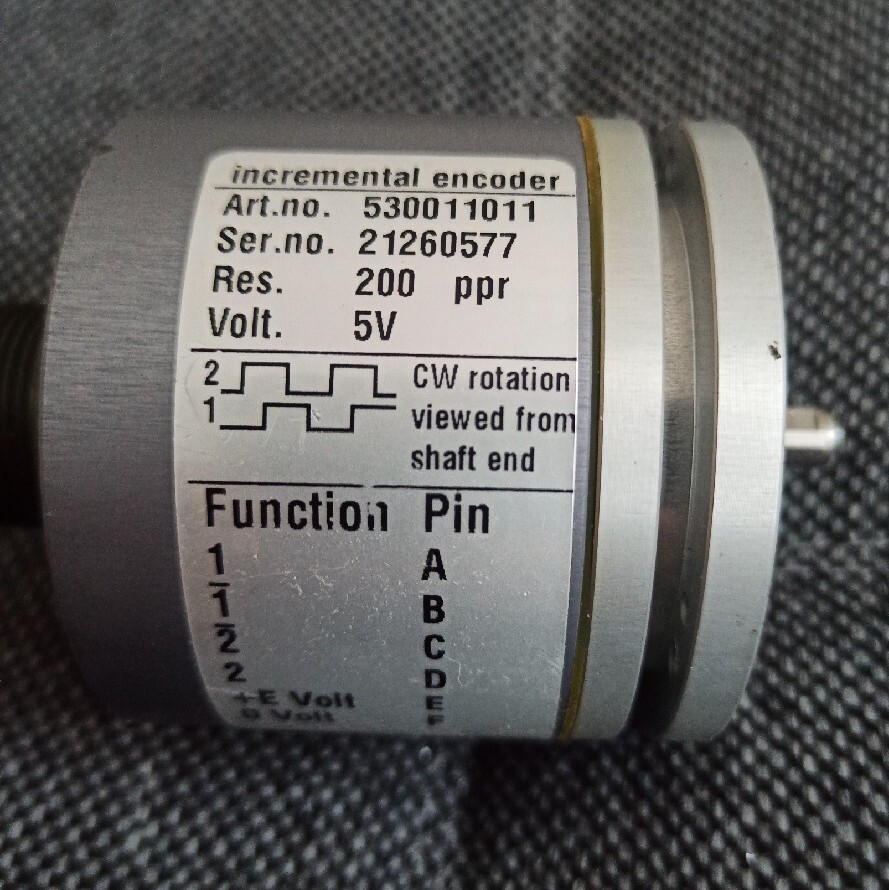 incremental encoder
Art.no. 530011011
Ser.no. 21260577
Res. 200 ppr
Volt. 5V
2 CW rotation
1 viewed from
shaft end
Function Pin
1 A
1̅ B
2̅ C
2 D
+E Volt E
0 Volt F